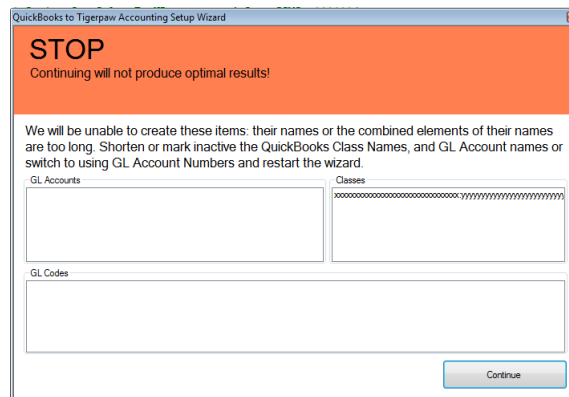 QuickBooks to Tigerpaw Accounting Setup Wizard
STOP
Continuing will not produce optimal results!
We will be unable to create these items: their names or the combined elements of their names
are too long. Shorten or mark inactive the QuickBooks Class Names, and GL Account names or
switch to using GL Account Numbers and restart the wizard.
GL Accounts
Classes
GL Codes
Continue